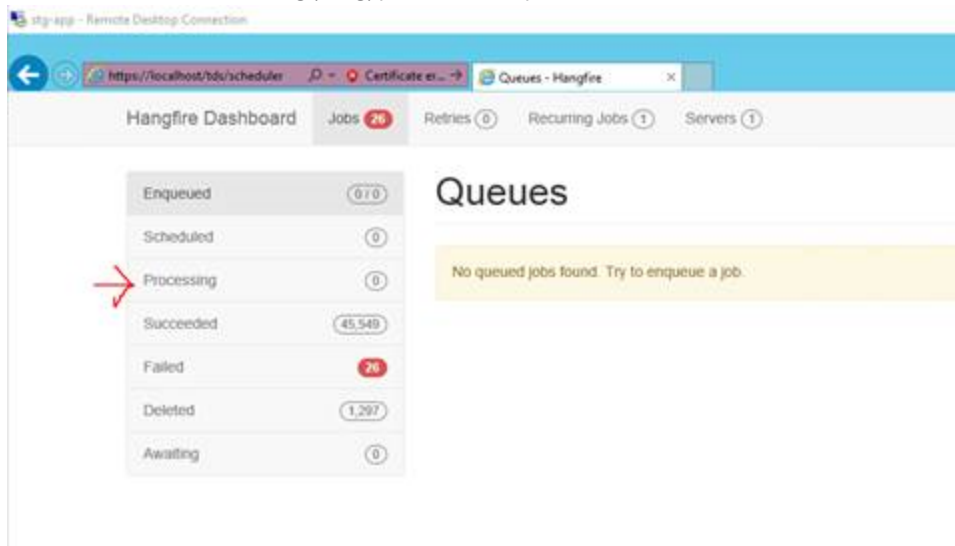 stg-app - Remote Desktop Connection
https://localhost/tds/scheduler Certificate er... Queues - Hangfire
Hangfire Dashboard Jobs 26 Retries 0 Recurring Jobs 1 Servers 1
Enqueued 0 / 0
Queues
Scheduled 0
No queued jobs found. Try to enqueue a job.
Processing 0
Succeeded 45,549
Failed 26
Deleted 1,297
Awaiting 0